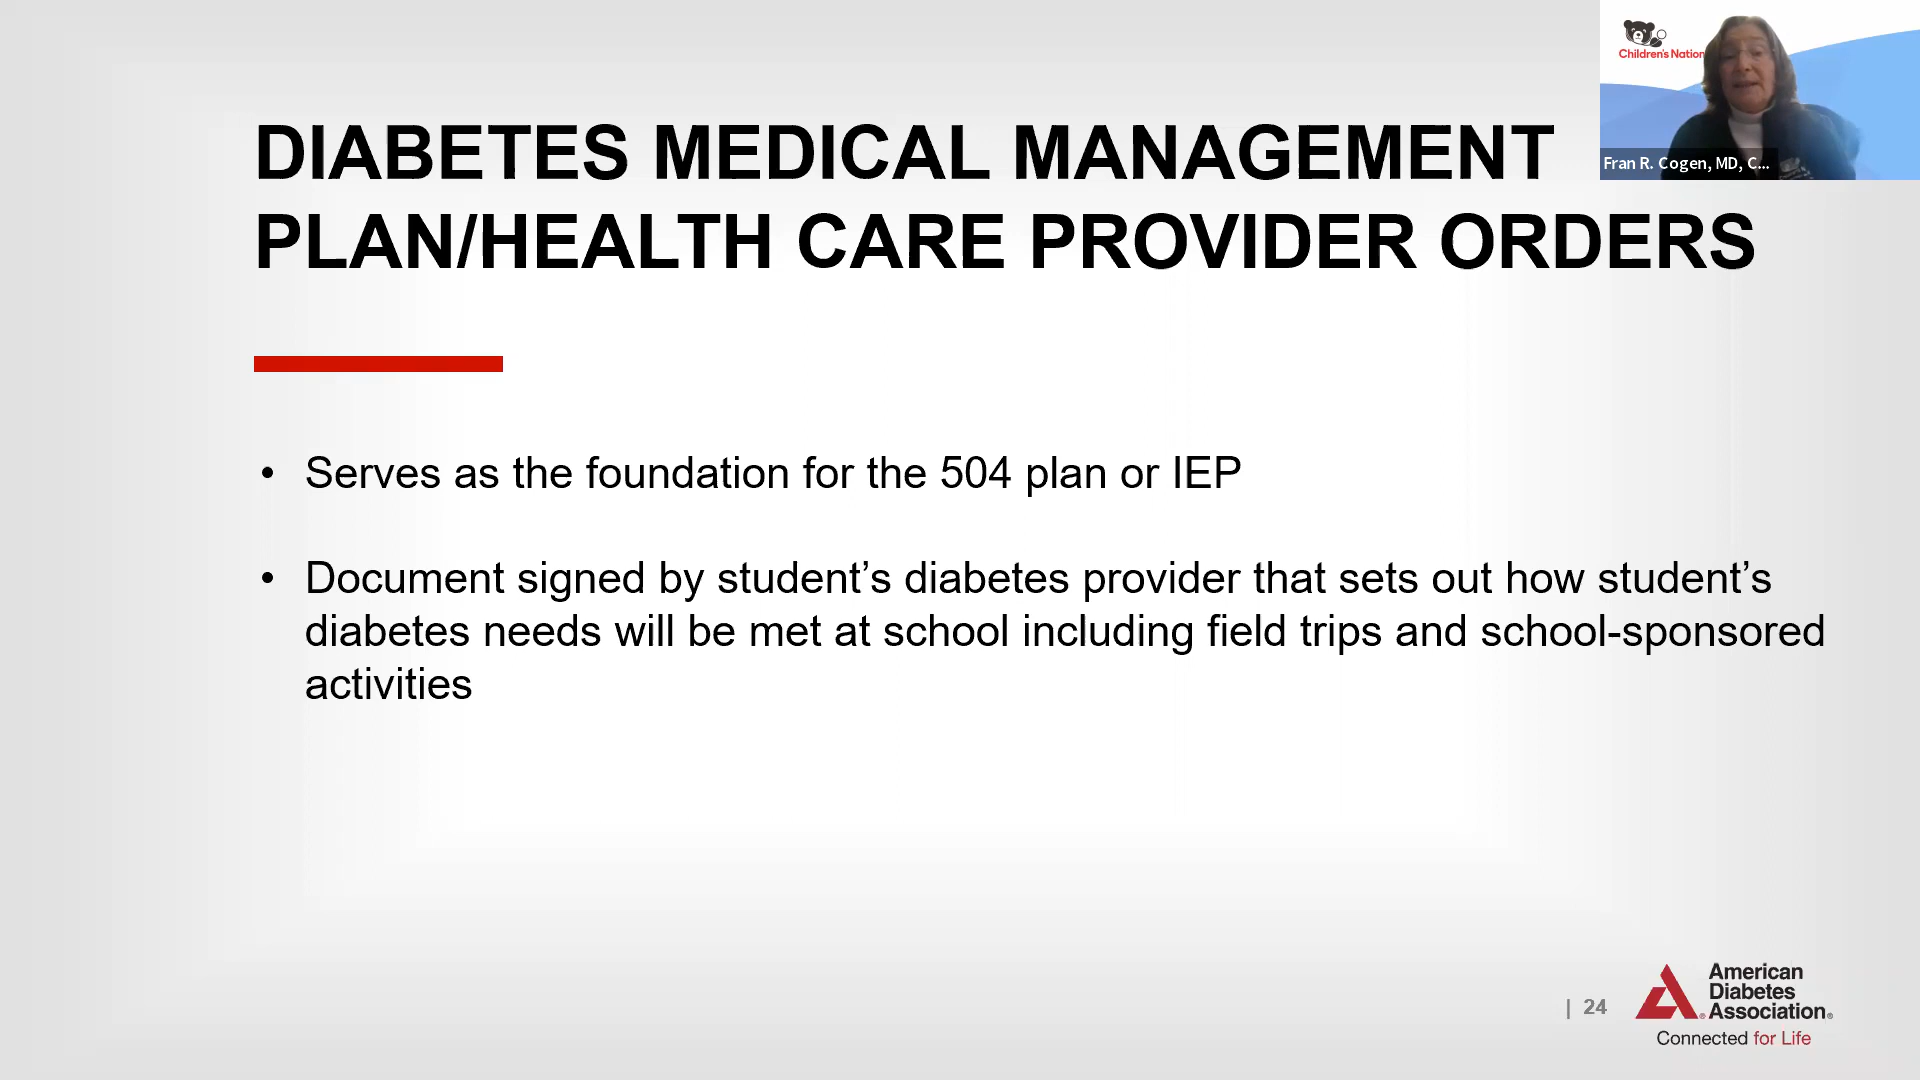 Children's Nation
Fran R. Cogen, MD, C...
DIABETES MEDICAL MANAGEMENT
PLAN/HEALTH CARE PROVIDER ORDERS
• Serves as the foundation for the 504 plan or IEP
• Document signed by student’s diabetes provider that sets out how student’s
diabetes needs will be met at school including field trips and school-sponsored
activities
| 24
American
Diabetes
® Association®
Connected for Life